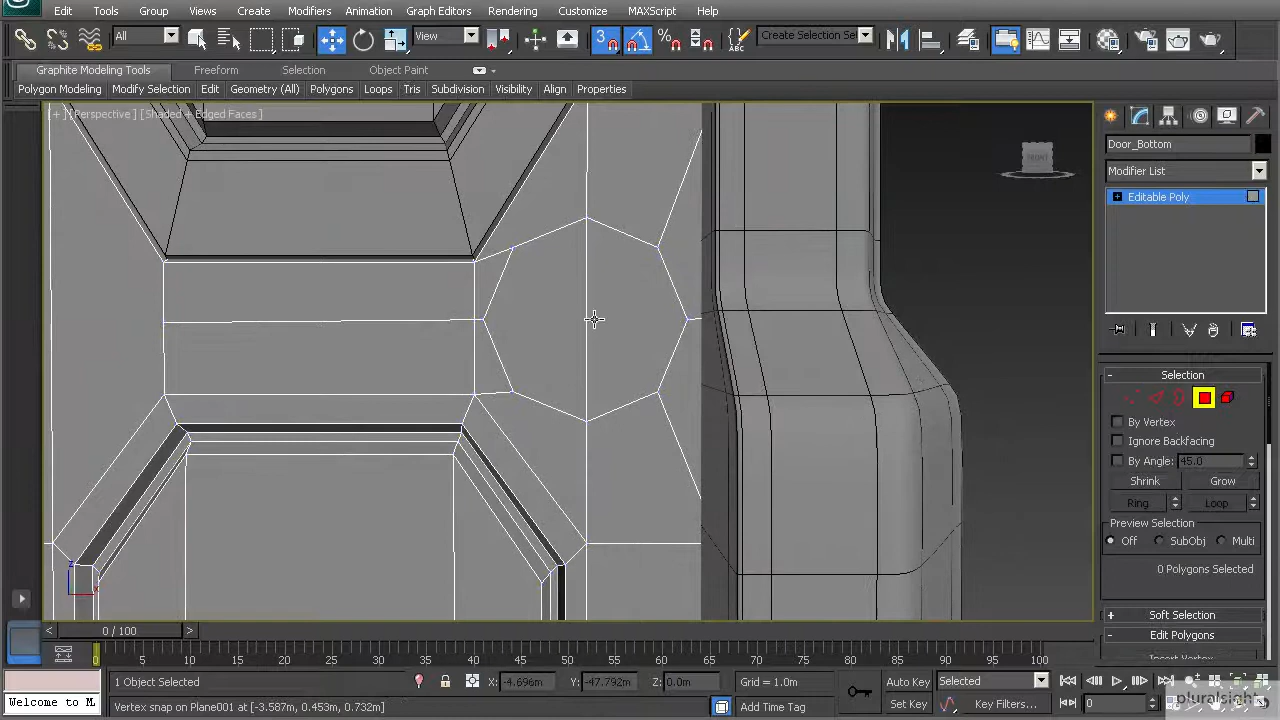 File Edit Tools Group Views Create Modifiers Animation Graph Editors Rendering Customize MAXScript Help
All View 3 Create Selection Se
Graphite Modeling Tools Freeform Selection Object Paint
Polygon Modeling Modify Selection Edit Geometry (All) Polygons Loops Tris Subdivision Visibility Align Properties
[ + ] [Perspective ] [Shaded + Edged Faces ]
FRONT
Door_Bottom
Modifier List
Editable Poly
Selection
By Vertex
Ignore Backfacing
By Angle: 45.0
Shrink Grow
Ring Loop
Preview Selection
Off SubObj Multi
0 Polygons Selected
Soft Selection
Edit Polygons
Insert Vertex
z
0 / 100
0 5 10 15 20 25 30 35 40 45 50 55 60 65 70 75 80 85 90 95 100
1 Object Selected X: -4.696m Y: -47.792m Z: 0.0m Grid = 1.0m Auto Key Selected
Welcome to M Vertex snap on Plane001 at [-3.587m, 0.453m, 0.732m] Add Time Tag Set Key Key Filters... 0
pluralsight